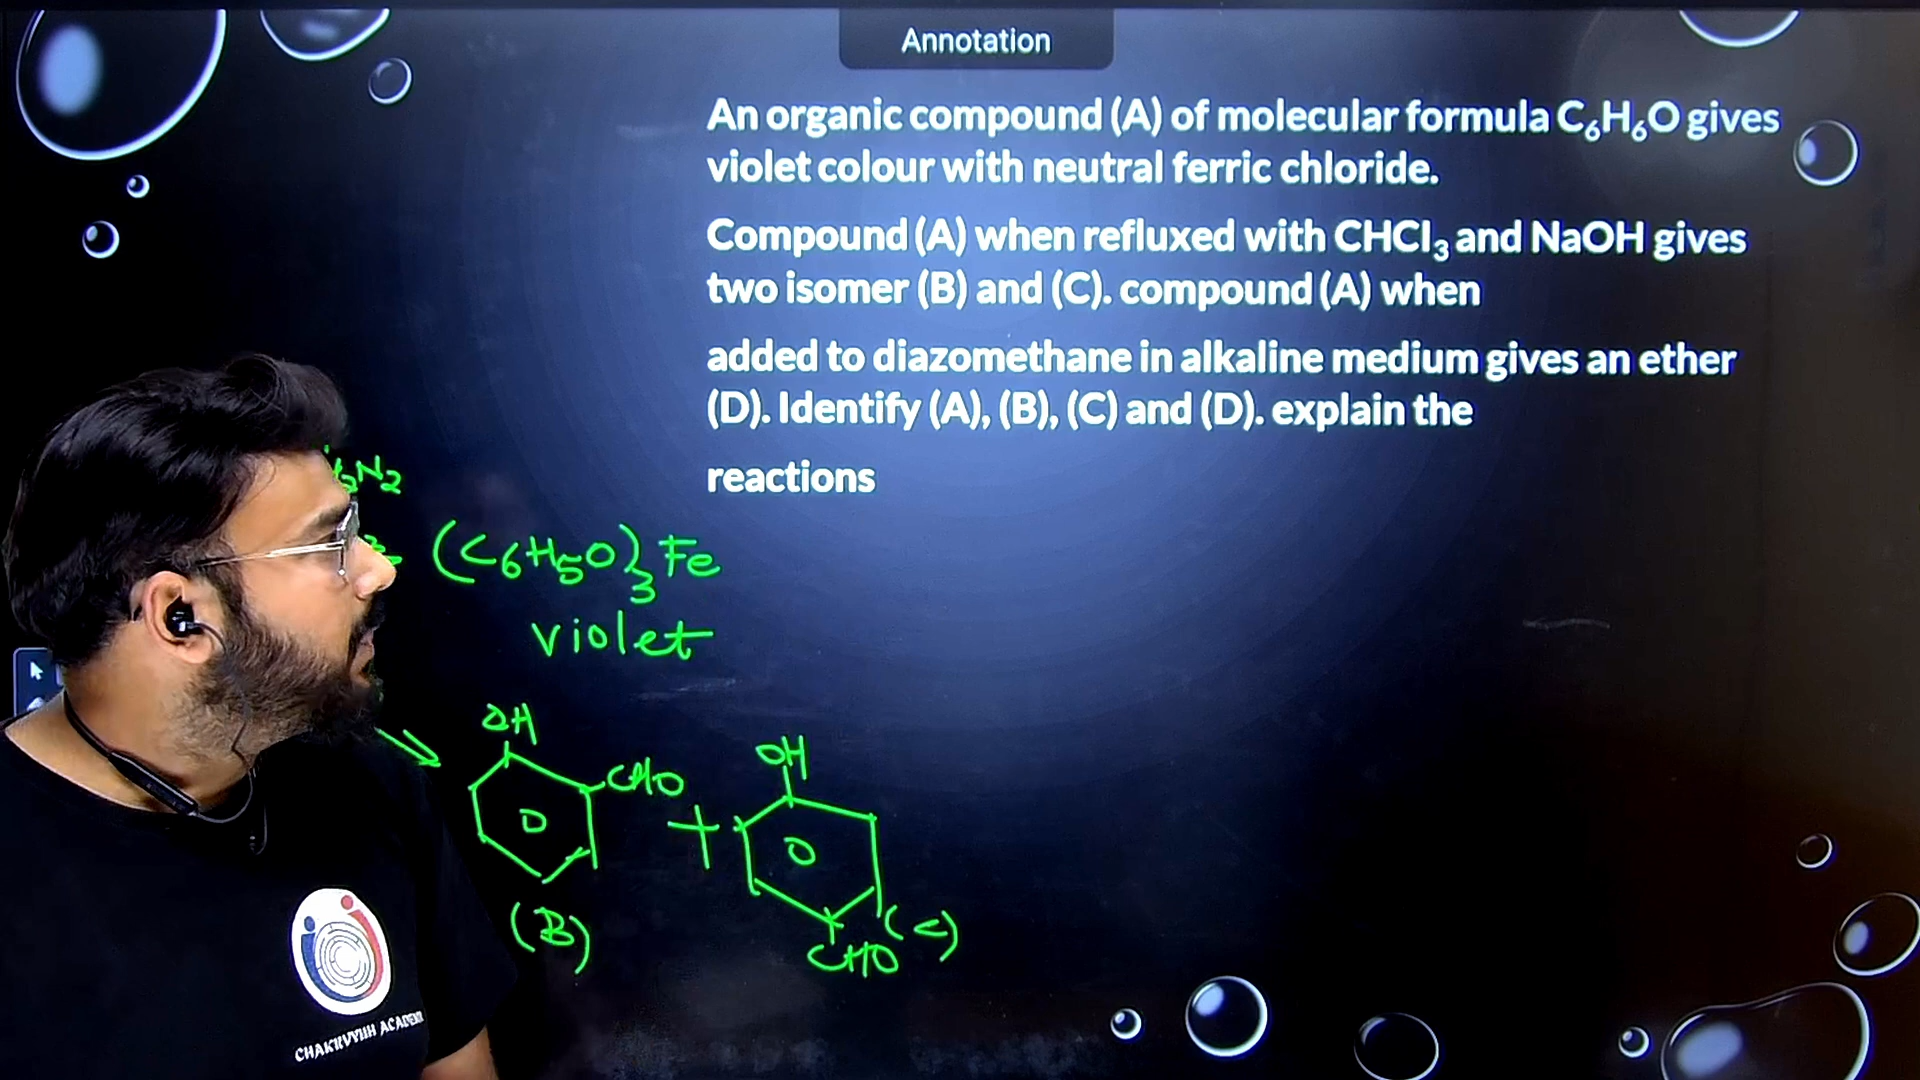 Annotation
An organic compound (A) of molecular formula C₆H₆O gives
violet colour with neutral ferric chloride.
Compound (A) when refluxed with CHCl₃ and NaOH gives
two isomer (B) and (C). compound (A) when
added to diazomethane in alkaline medium gives an ether
(D). Identify (A), (B), (C) and (D). explain the
reactions
N₂
(C₆H₅O)₃Fe
violet
OH
CHO
+
OH
CHO
(B)
(C)
CHAKRVYUH ACADEMY